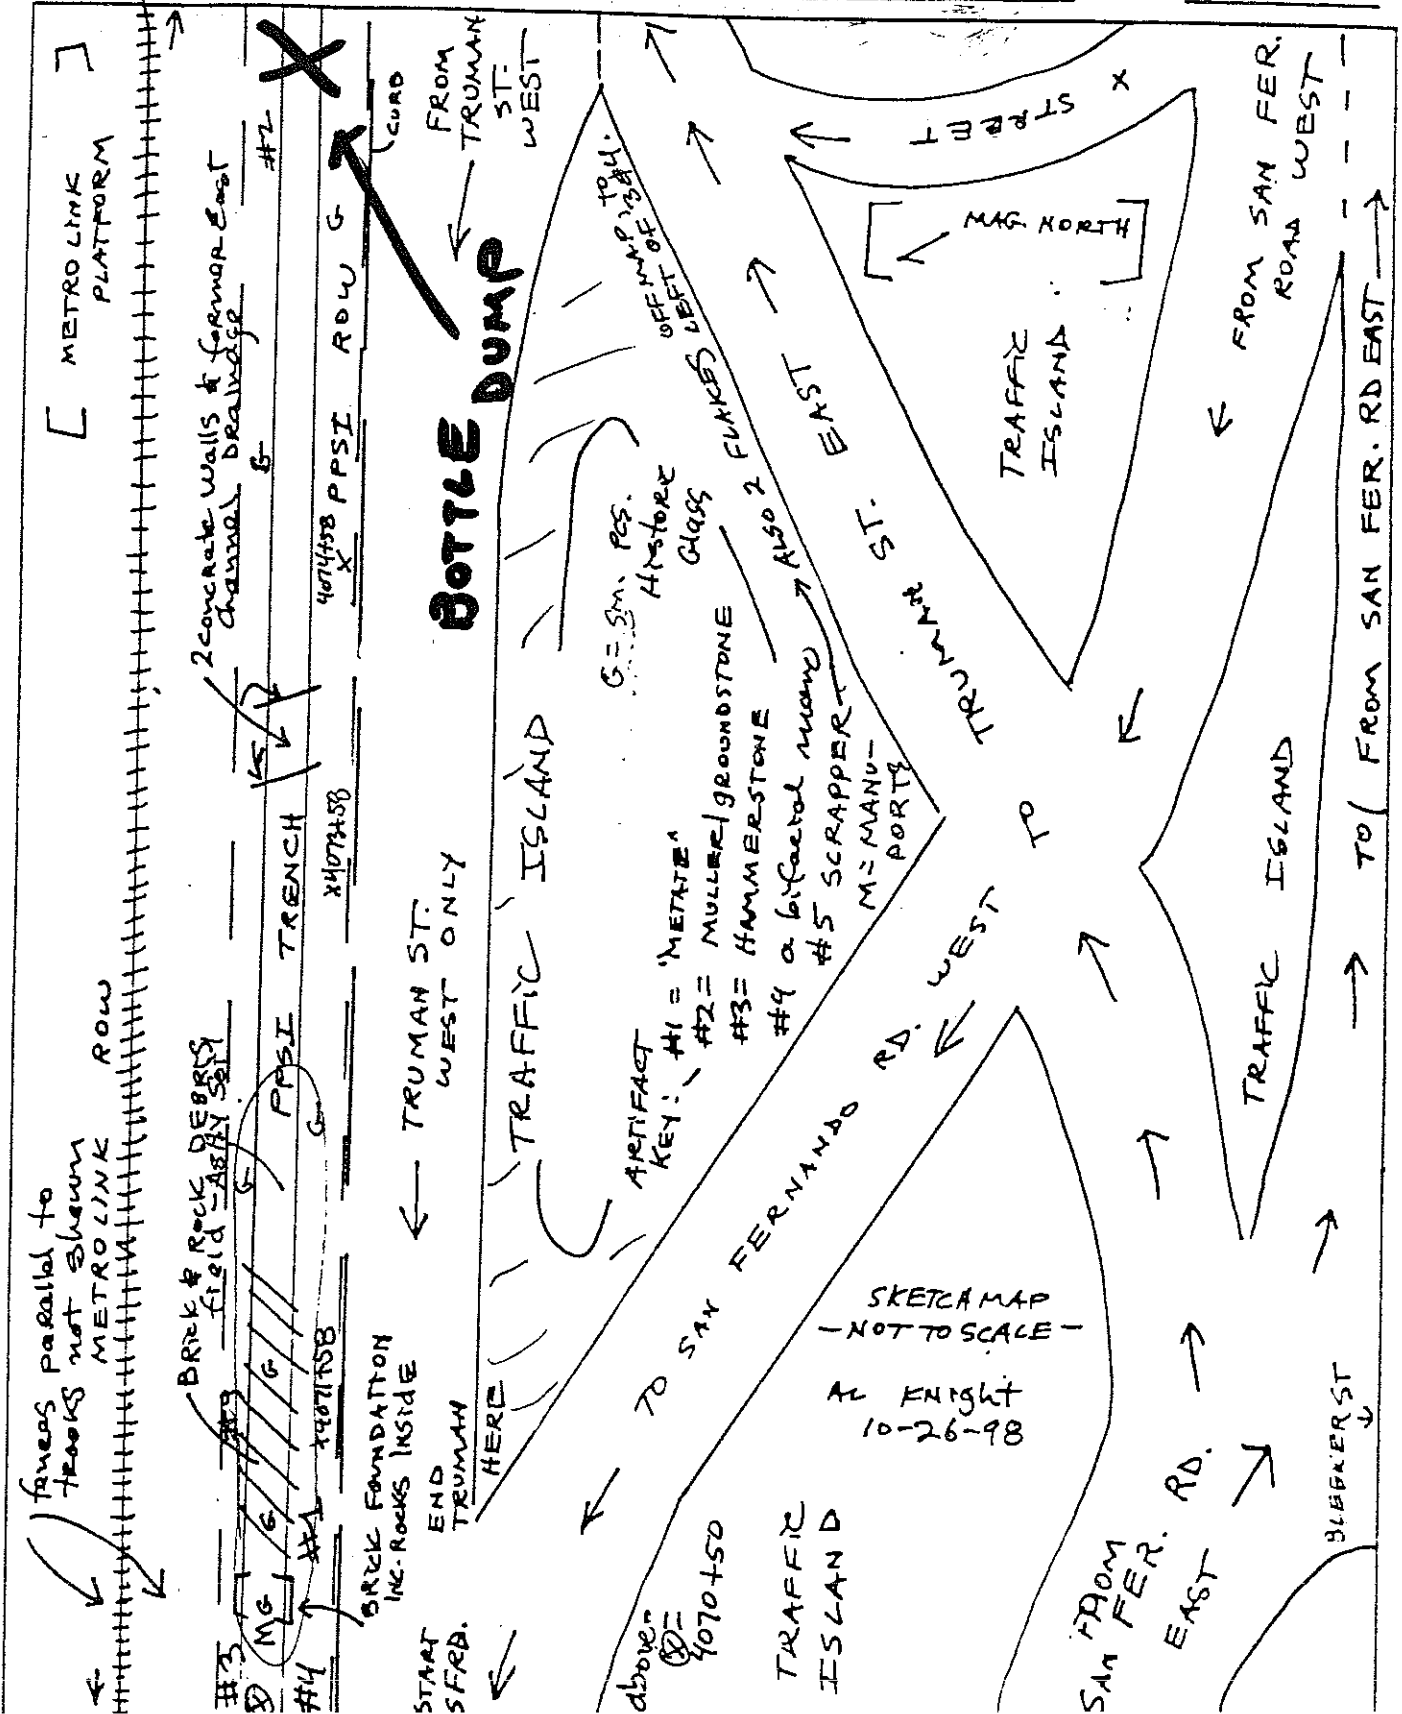 fences parallel to
tracks not shown
METROLINK ROW
[ METROLINK
PLATFORM ]
BRICK & ROCK DEBRIS
field - ASHY SOIL
2 concrete walls & former East
channel Drainage
#3
#2
G
G
MG
G
G
PPSI TRENCH
#4
#1
X4071+58
G
X4073+58
4074+58
X
PPSI ROW G
CURB
BRICK FOUNDATION
INC. ROCKS INSIDE
START
SFRD.
END
TRUMAN
HERE
← TRUMAN ST.
WEST ONLY
FROM
TRUMAN
ST.
WEST
BOTTLE
DUMP
TRAFFIC ISLAND
G = Sm. Pcs.
Historic
Glass
ARTIFACT
KEY:
#1 = "METATE"
#2 = MULLER/GROUNDSTONE
#3 = HAMMERSTONE
#4 a bifacial mano
#5 SCRAPPER
M = MANU-
PORTS
ALSO 2 FLAKES LEFT OF #4.
OFF MAP
above
Ⓧ =
4070+50
TO SAN FERNANDO RD. WEST
TO TRUMAN ST. EAST
STREET
X
[ MAG. NORTH ]
TRAFFIC
ISLAND
FROM SAN FER.
ROAD WEST
SKETCH MAP
- NOT TO SCALE -
AL Knight
10-26-98
TRAFFIC
ISLAND
TRAFFIC ISLAND
FROM
SAN FER. RD.
EAST
BLEEKER ST
TO ( FROM SAN FER. RD EAST